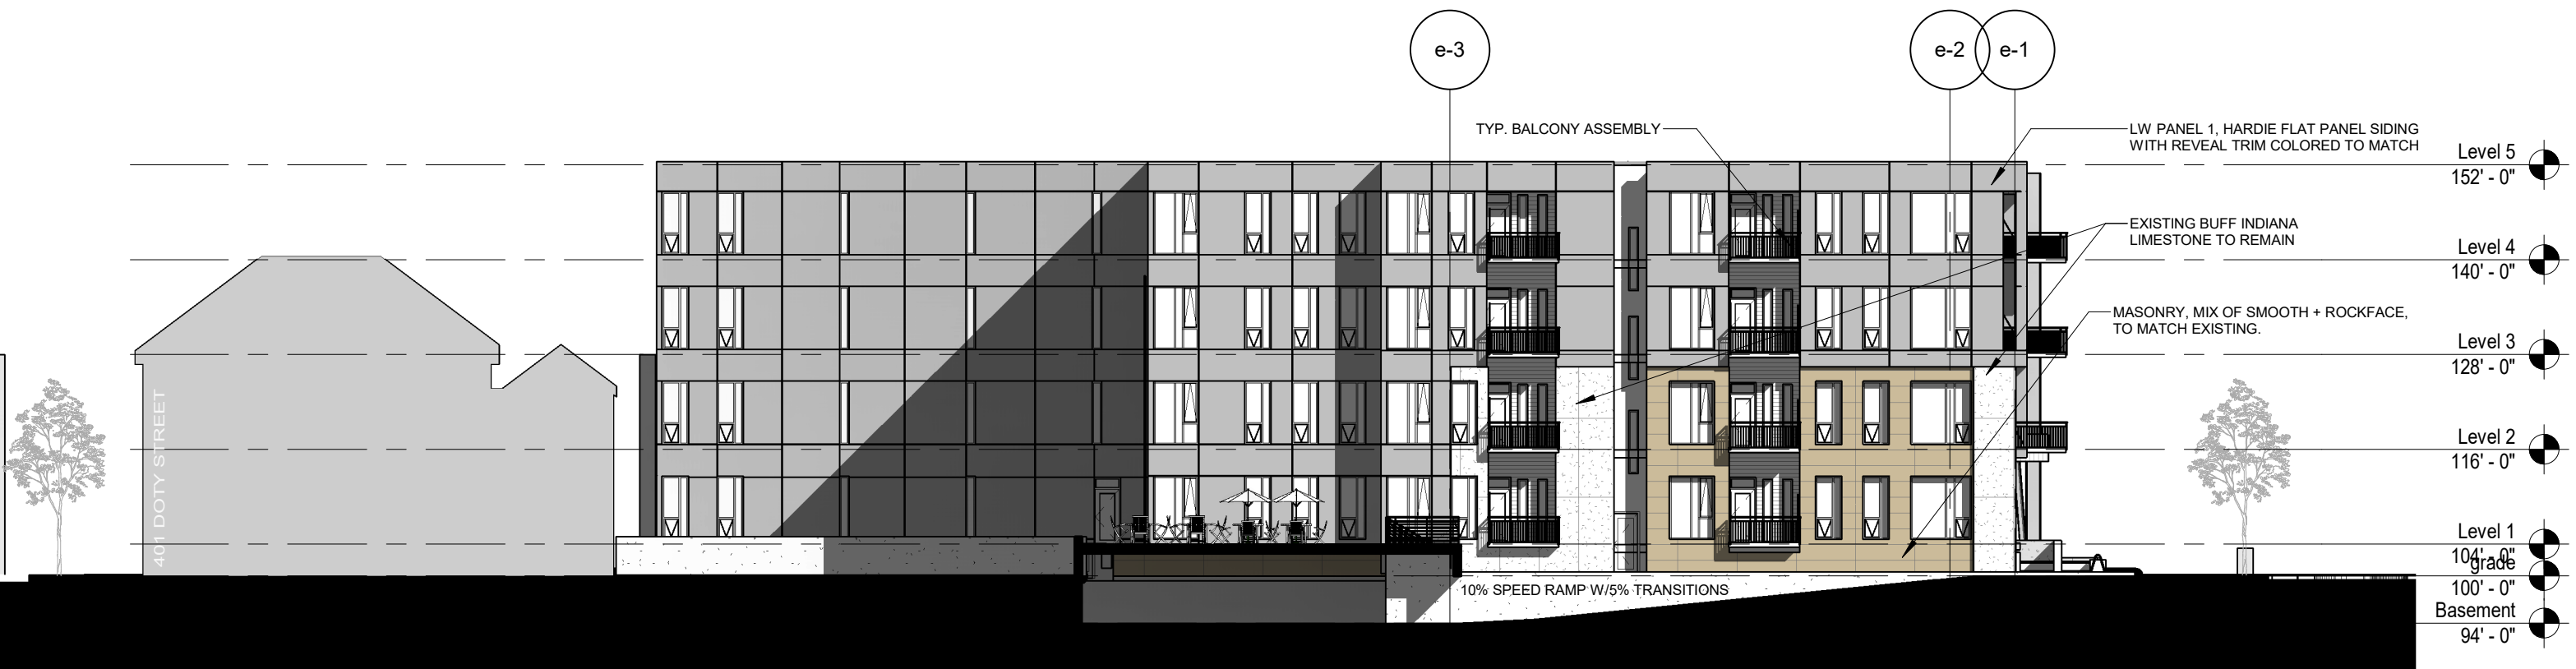 e-3
e-2
e-1
TYP. BALCONY ASSEMBLY
LW PANEL 1, HARDIE FLAT PANEL SIDING
WITH REVEAL TRIM COLORED TO MATCH
Level 5
152' - 0"
EXISTING BUFF INDIANA
LIMESTONE TO REMAIN
Level 4
140' - 0"
MASONRY, MIX OF SMOOTH + ROCKFACE,
TO MATCH EXISTING.
Level 3
128' - 0"
401 DOTY STREET
Level 2
116' - 0"
Level 1
104' - 0"
grade
100' - 0"
10% SPEED RAMP W/5% TRANSITIONS
Basement
94' - 0"